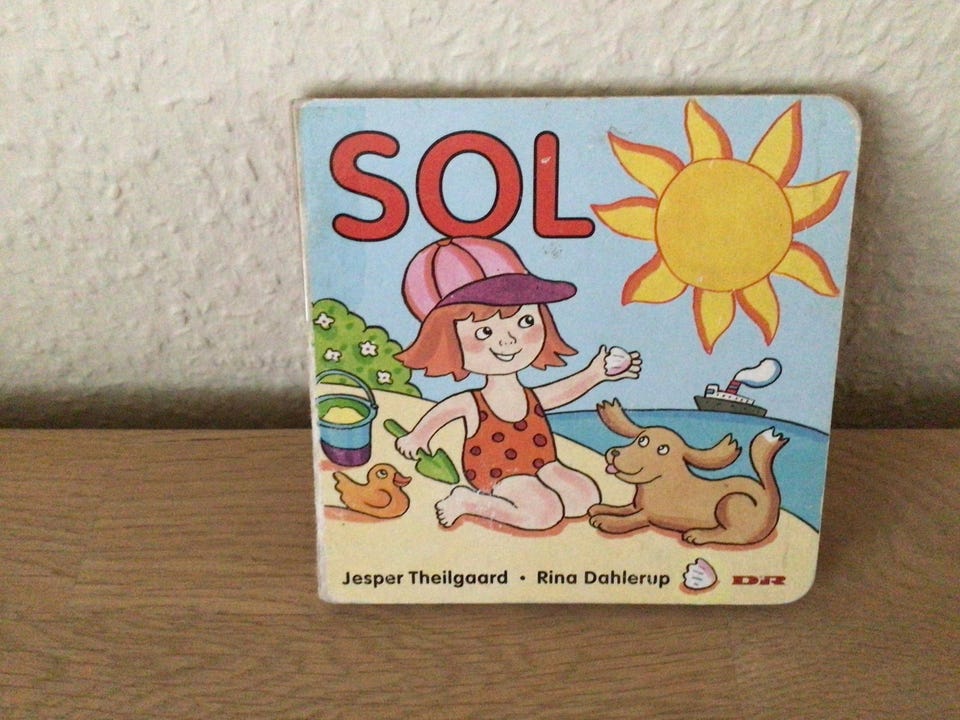 SOL
Jesper Theilgaard • Rina Dahlerup DR